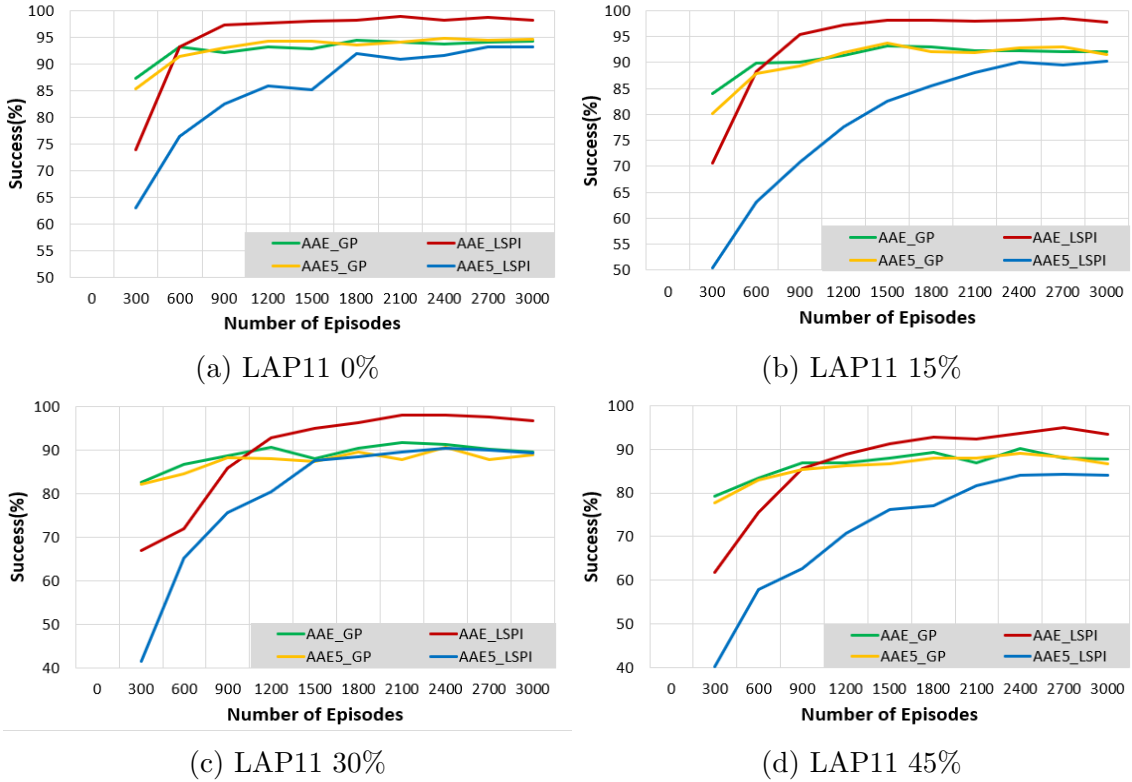 100
95
90
85
80
75
70
65
60
55
50
Success(%)
AAE_GP AAE_LSPI
AAE5_GP AAE5_LSPI
0 300 600 900 1200 1500 1800 2100 2400 2700 3000
Number of Episodes
(a) LAP11 0%
100
95
90
85
80
75
70
65
60
55
50
Success(%)
AAE_GP AAE_LSPI
AAE5_GP AAE5_LSPI
0 300 600 900 1200 1500 1800 2100 2400 2700 3000
Number of Episodes
(b) LAP11 15%
100
90
80
70
60
50
40
Success(%)
AAE_GP AAE_LSPI
AAE5_GP AAE5_LSPI
0 300 600 900 1200 1500 1800 2100 2400 2700 3000
Number of Episodes
(c) LAP11 30%
100
90
80
70
60
50
40
Success(%)
AAE_GP AAE_LSPI
AAE5_GP AAE5_LSPI
0 300 600 900 1200 1500 1800 2100 2400 2700 3000
Number of Episodes
(d) LAP11 45%